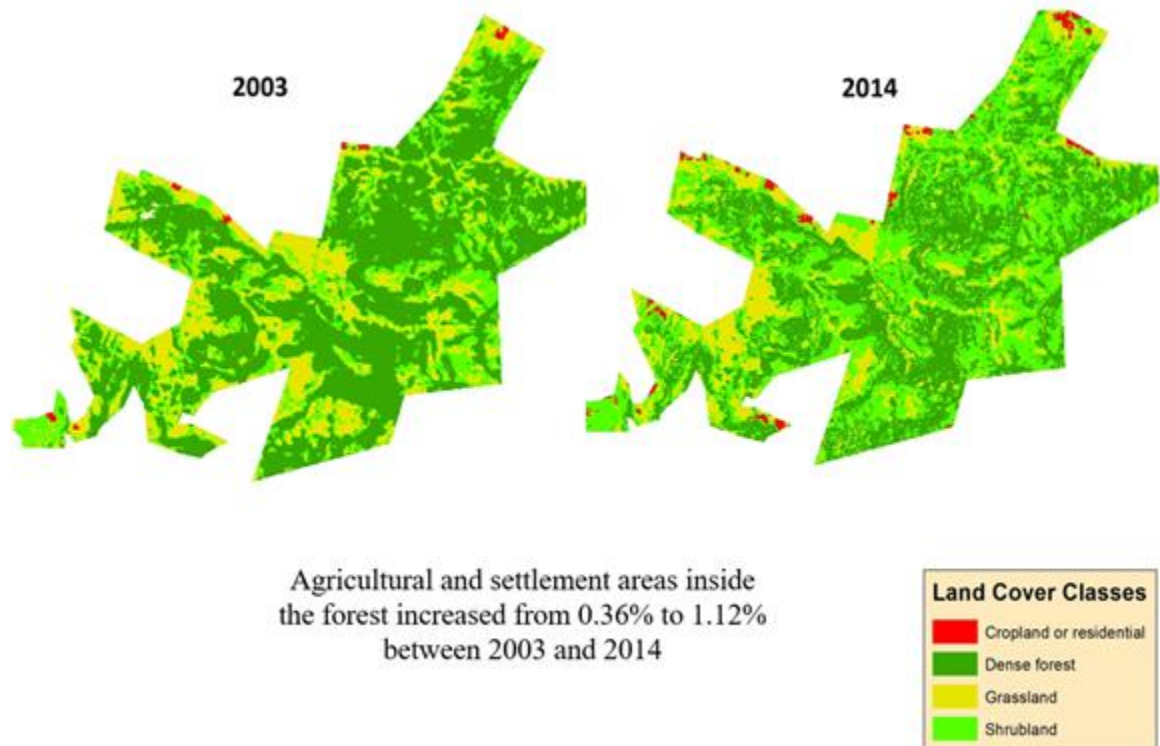 2003
2014
Agricultural and settlement areas inside
the forest increased from 0.36% to 1.12%
between 2003 and 2014
Land Cover Classes
Cropland or residential
Dense forest
Grassland
Shrubland